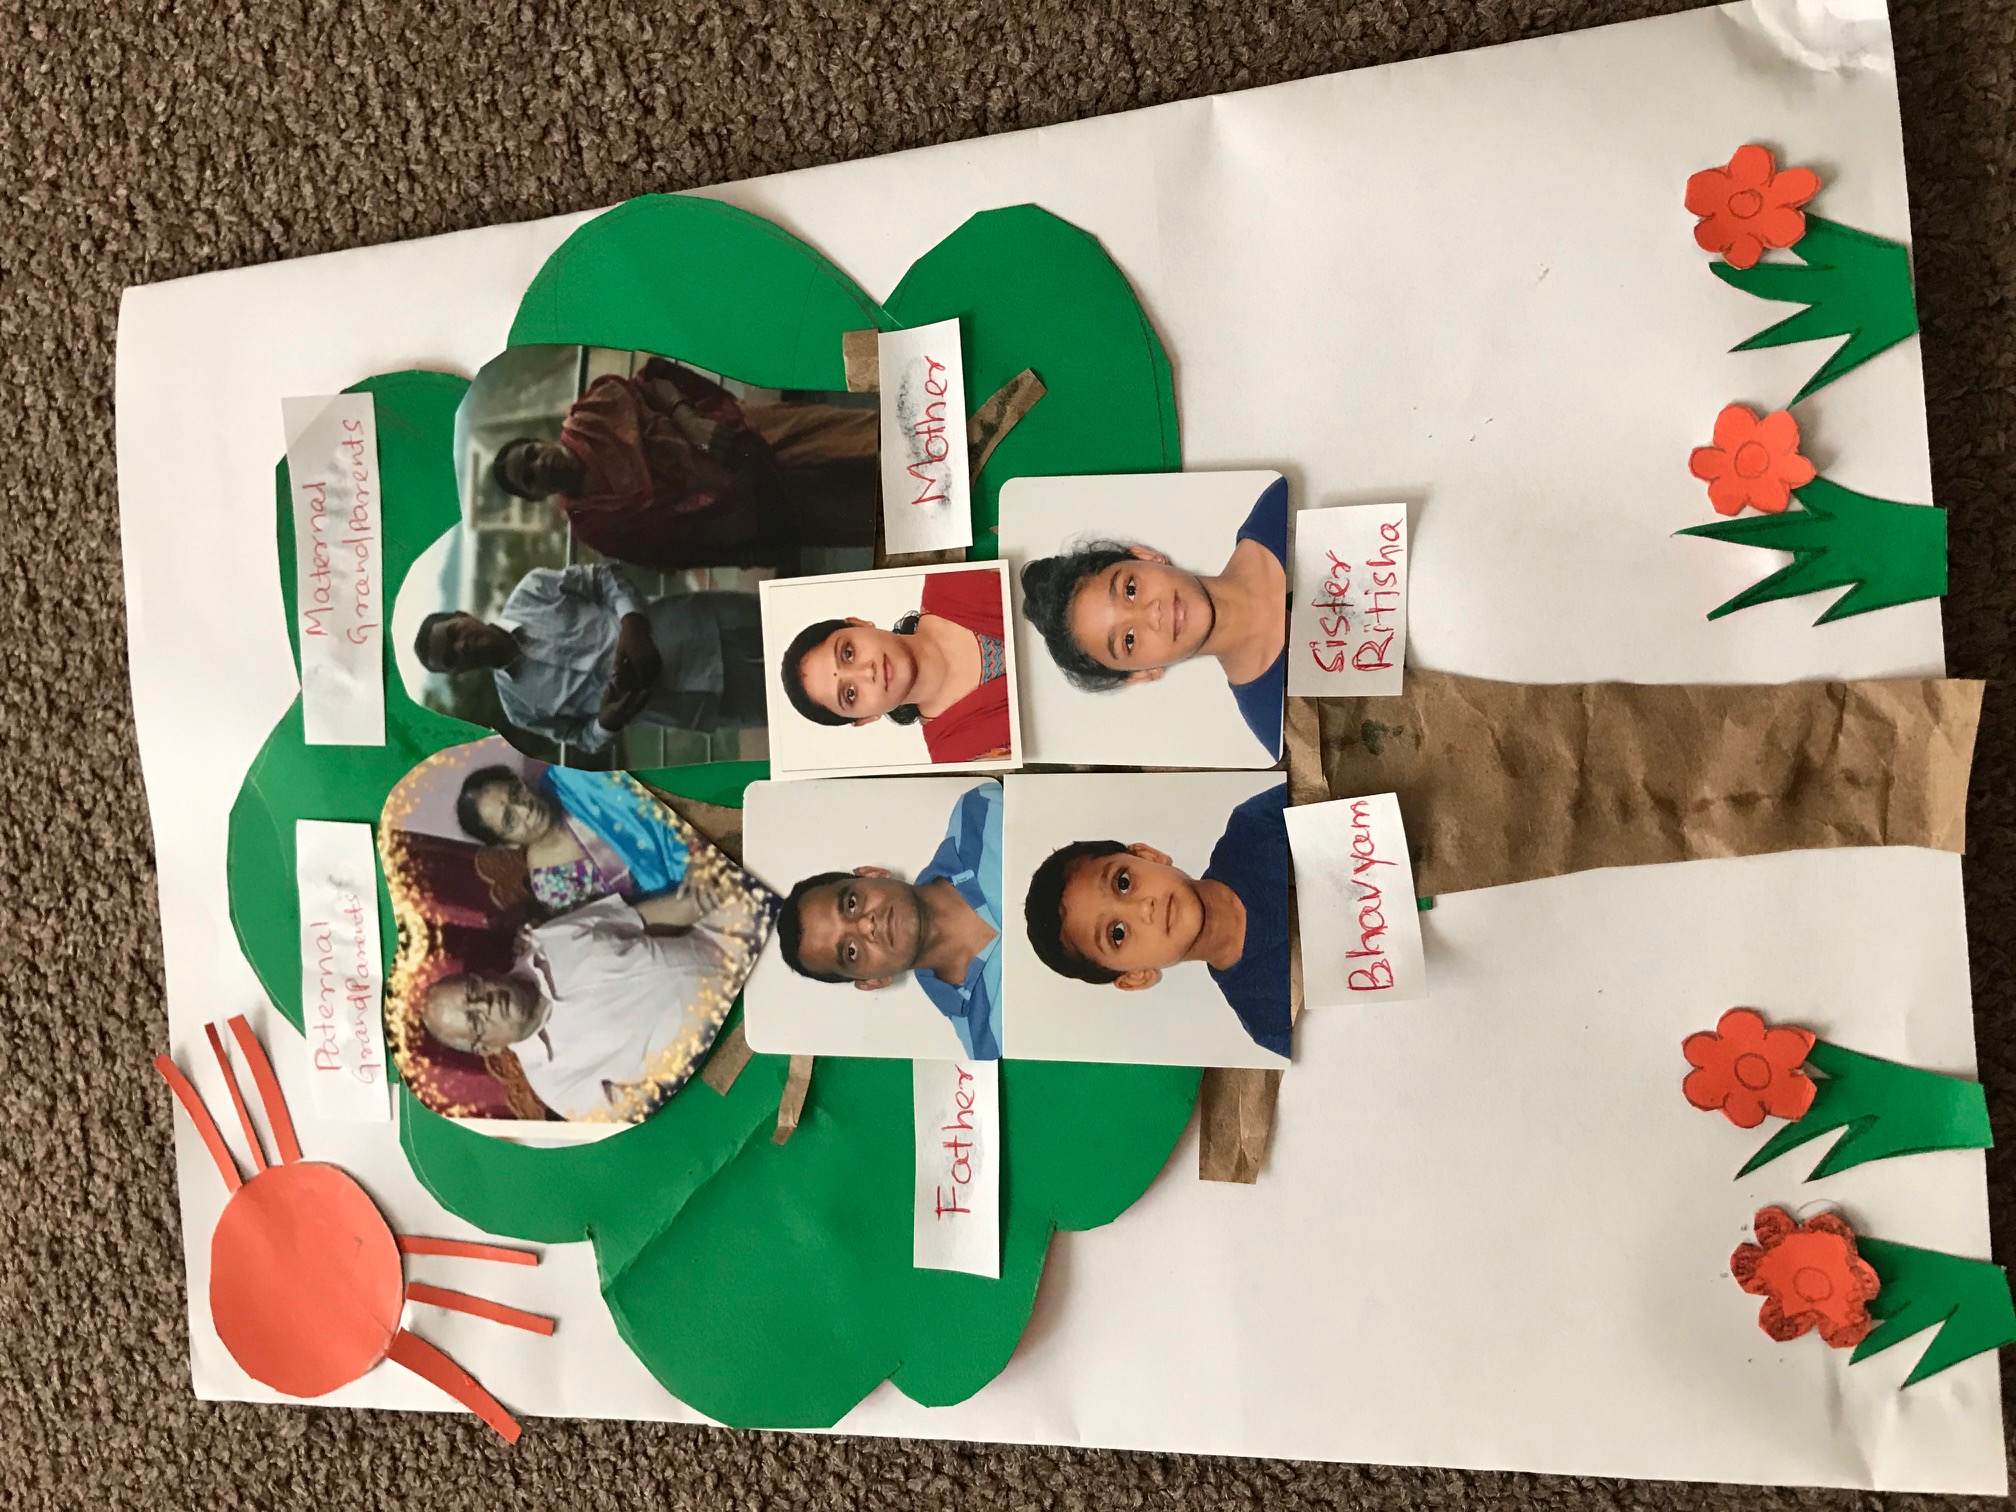 Paternal
GrandParents
Maternal
GrandParents
Father
Mother
Bhavyam
Sister
Ritisha